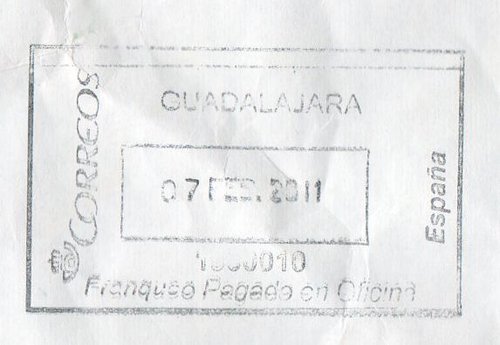 GUADALAJARA
CORREOS
07 FEB. 2011
España
Franqueo Pagado en Oficina